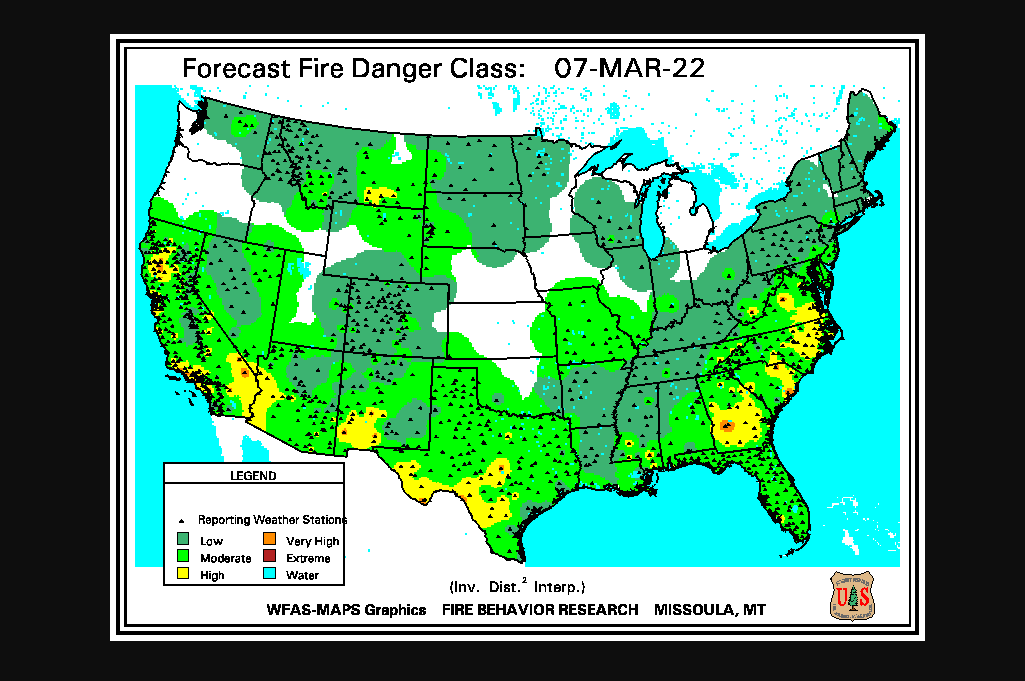 Forecast Fire Danger Class: 07-MAR-22
LEGEND
Reporting Weather Stations
Low
Very High
Moderate
Extreme
High
Water
(Inv. Dist.² Interp.)
WFAS-MAPS Graphics FIRE BEHAVIOR RESEARCH MISSOULA, MT
U S